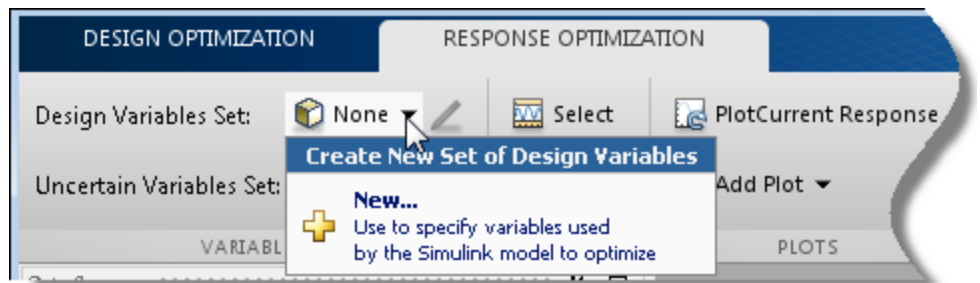 DESIGN OPTIMIZATION
RESPONSE OPTIMIZATION
Design Variables Set:
None
Select
PlotCurrent Response
Create New Set of Design Variables
Uncertain Variables Set:
New...
Use to specify variables used
by the Simulink model to optimize
Add Plot
VARIABL
PLOTS